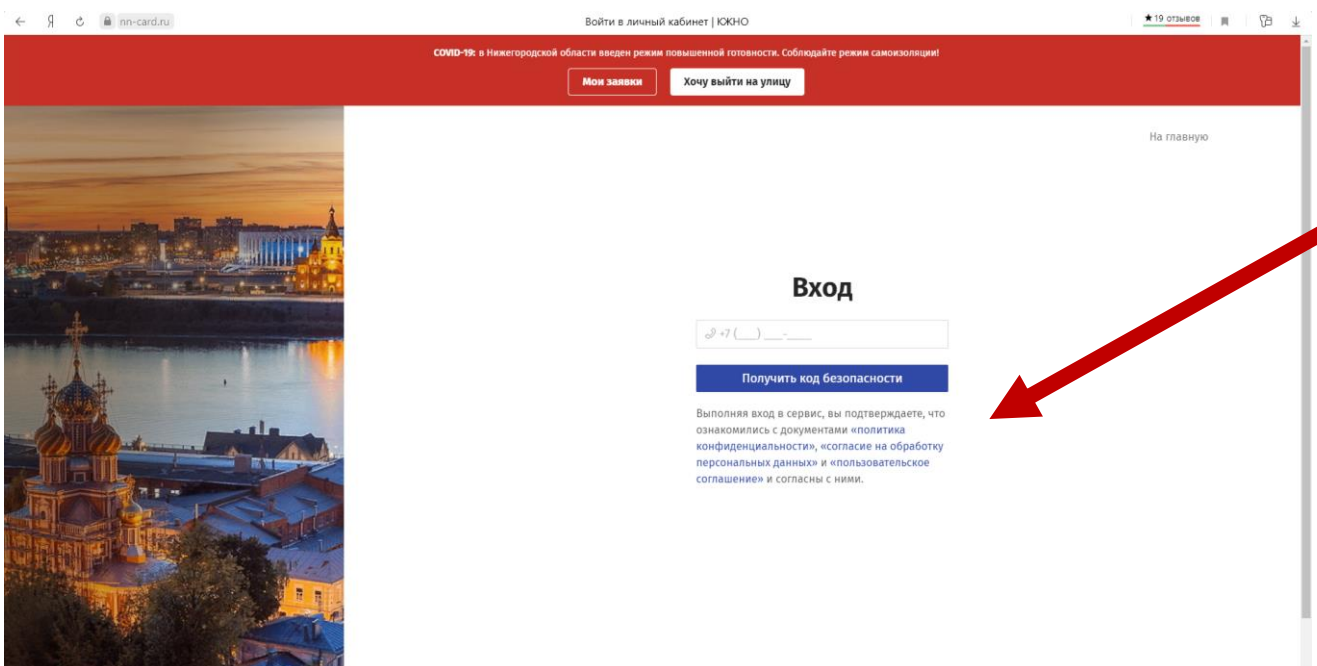 Я nn-card.ru Войти в личный кабинет | ЮКНО ★19 отзывов
COVID-19: в Нижегородской области введен режим повышенной готовности. Соблюдайте режим самоизоляции!
Мои заявки Хочу выйти на улицу
На главную
Вход
+7 (___) ___-____
Получить код безопасности
Выполняя вход в сервис, вы подтверждаете, что
ознакомились с документами «политика
конфиденциальности», «согласие на обработку
персональных данных» и «пользовательское
соглашение» и согласны с ними.